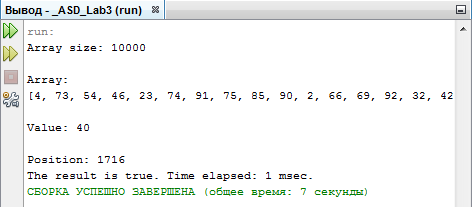 Вывод - _ASD_Lab3 (run)
run:
Array size: 10000
Array:
[4, 73, 54, 46, 23, 74, 91, 75, 85, 90, 2, 66, 69, 92, 32, 42
Value: 40
Position: 1716
The result is true. Time elapsed: 1 msec.
СБОРКА УСПЕШНО ЗАВЕРШЕНА (общее время: 7 секунды)